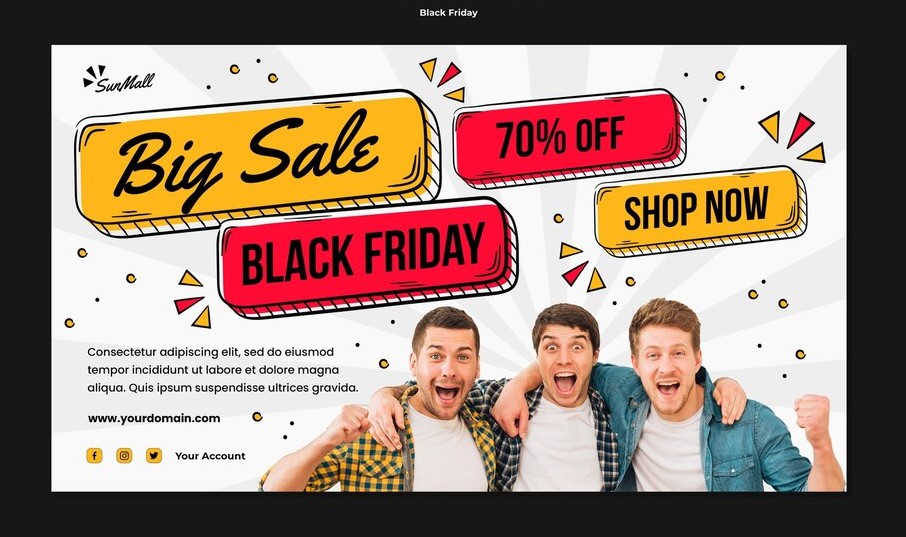 Black Friday
SunMall
Big Sale
70% OFF
SHOP NOW
BLACK FRIDAY
Consectetur adipiscing elit, sed do eiusmod
tempor incididunt ut labore et dolore magna
aliqua. Quis ipsum suspendisse ultrices gravida.
www.yourdomain.com
Your Account